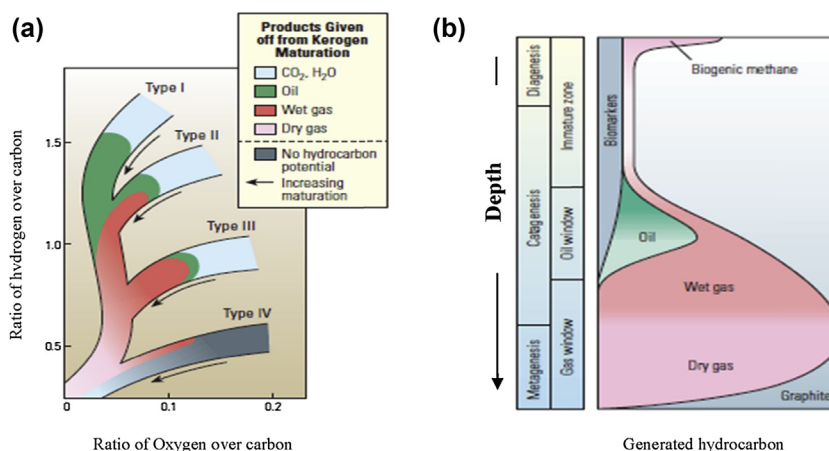 (a)
Products Given
off from Kerogen
Maturation
CO2, H2O
Oil
Wet gas
Dry gas
No hydrocarbon
potential
Increasing
maturation
Type I
Type II
Type III
Type IV
Ratio of hydrogen over carbon
1.5
1.0
0.5
0
0.1
0.2
Ratio of Oxygen over carbon
(b)
Depth
Diagenesis
Catagenesis
Metagenesis
Immature zone
Oil window
Gas window
Biomarkers
Biogenic methane
Oil
Wet gas
Dry gas
Graphite
Generated hydrocarbon